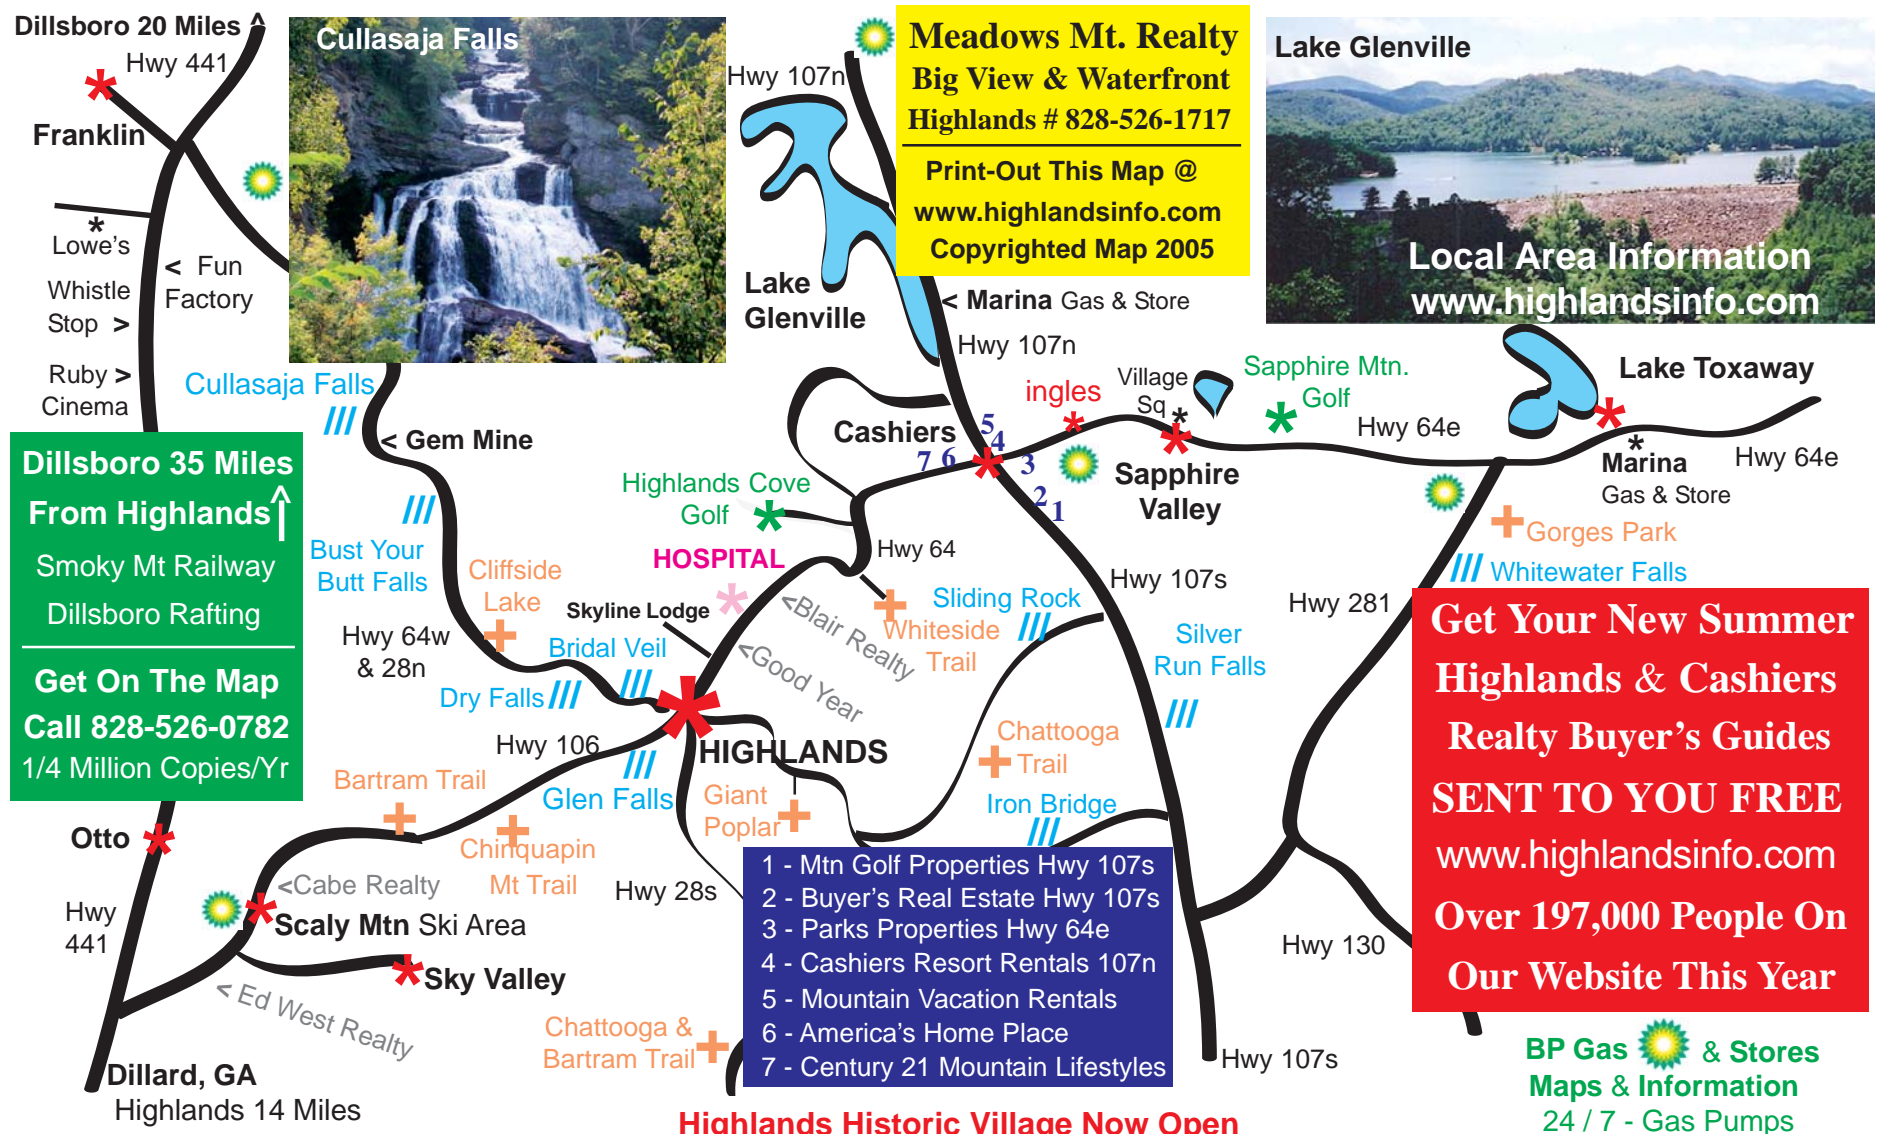 Dillsboro 20 Miles ^
Hwy 441
Franklin
*
Lowe's
< Fun
Factory
Whistle
Stop >
Ruby >
Cinema
Cullasaja Falls
Cullasaja Falls
< Gem Mine
Dillsboro 35 Miles
From Highlands
Smoky Mt Railway
Dillsboro Rafting
Get On The Map
Call 828-526-0782
1/4 Million Copies/Yr
Bust Your
Butt Falls
Cliffside
Lake
Hwy 64w
& 28n
Bridal Veil
Dry Falls
Hwy 106
Glen Falls
Bartram Trail
Chinquapin
Mt Trail
Otto
Hwy
441
<Cabe Realty
Scaly Mtn Ski Area
Sky Valley
< Ed West Realty
Dillard, GA
Highlands 14 Miles
Hwy 107n
Lake
Glenville
Meadows Mt. Realty
Big View & Waterfront
Highlands # 828-526-1717
Print-Out This Map @
www.highlandsinfo.com
Copyrighted Map 2005
< Marina Gas & Store
Hwy 107n
Lake Glenville
Local Area Information
www.highlandsinfo.com
ingles
Village
Sq
Sapphire Mtn.
Golf
Lake Toxaway
Hwy 64e
Marina
Gas & Store
Hwy 64e
Cashiers
5
4
7 6
3
2
1
Sapphire
Valley
Highlands Cove
Golf
HOSPITAL
Skyline Lodge
Hwy 64
<Blair Realty
<Good Year
Whiteside
Trail
Sliding Rock
Hwy 107s
Silver
Run Falls
Gorges Park
Whitewater Falls
Hwy 281
HIGHLANDS
Giant
Poplar
Chattooga
Trail
Iron Bridge
Hwy 28s
1 - Mtn Golf Properties Hwy 107s
2 - Buyer's Real Estate Hwy 107s
3 - Parks Properties Hwy 64e
4 - Cashiers Resort Rentals 107n
5 - Mountain Vacation Rentals
6 - America's Home Place
7 - Century 21 Mountain Lifestyles
Chattooga &
Bartram Trail
Hwy 130
Hwy 107s
Get Your New Summer
Highlands & Cashiers
Realty Buyer's Guides
SENT TO YOU FREE
www.highlandsinfo.com
Over 197,000 People On
Our Website This Year
BP Gas & Stores
Maps & Information
24 / 7 - Gas Pumps
Highlands Historic Village Now Open